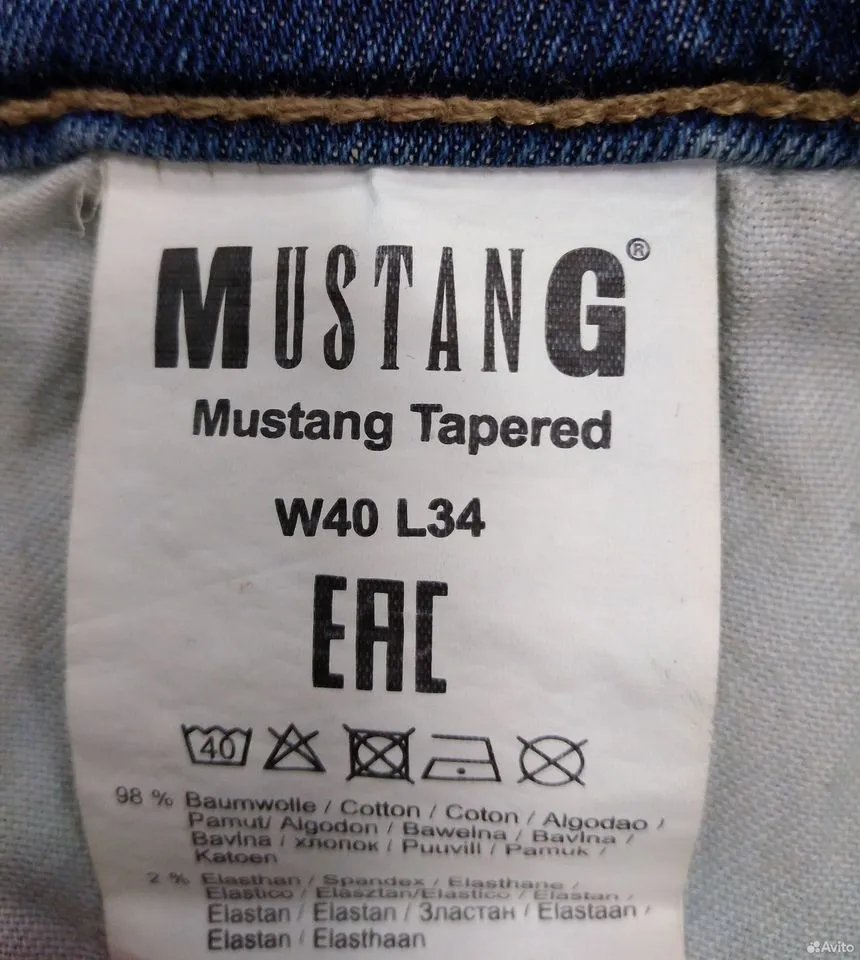 MUSTANG®
Mustang Tapered
W40 L34
EAC
40
98 % Baumwolle / Cotton / Coton / Algodao /
Pamut/ Algodon / Bawelna / Bavlna /
Bavlna / хлопок / Puuvill / Pamuk /
Katoen
2 % Elasthan / Spandex / Elasthane /
Elastico / Elasztan/Elastico / Elastan /
Elastan / Elastan / Эластан / Elastaan /
Elastan / Elasthaan
Avito